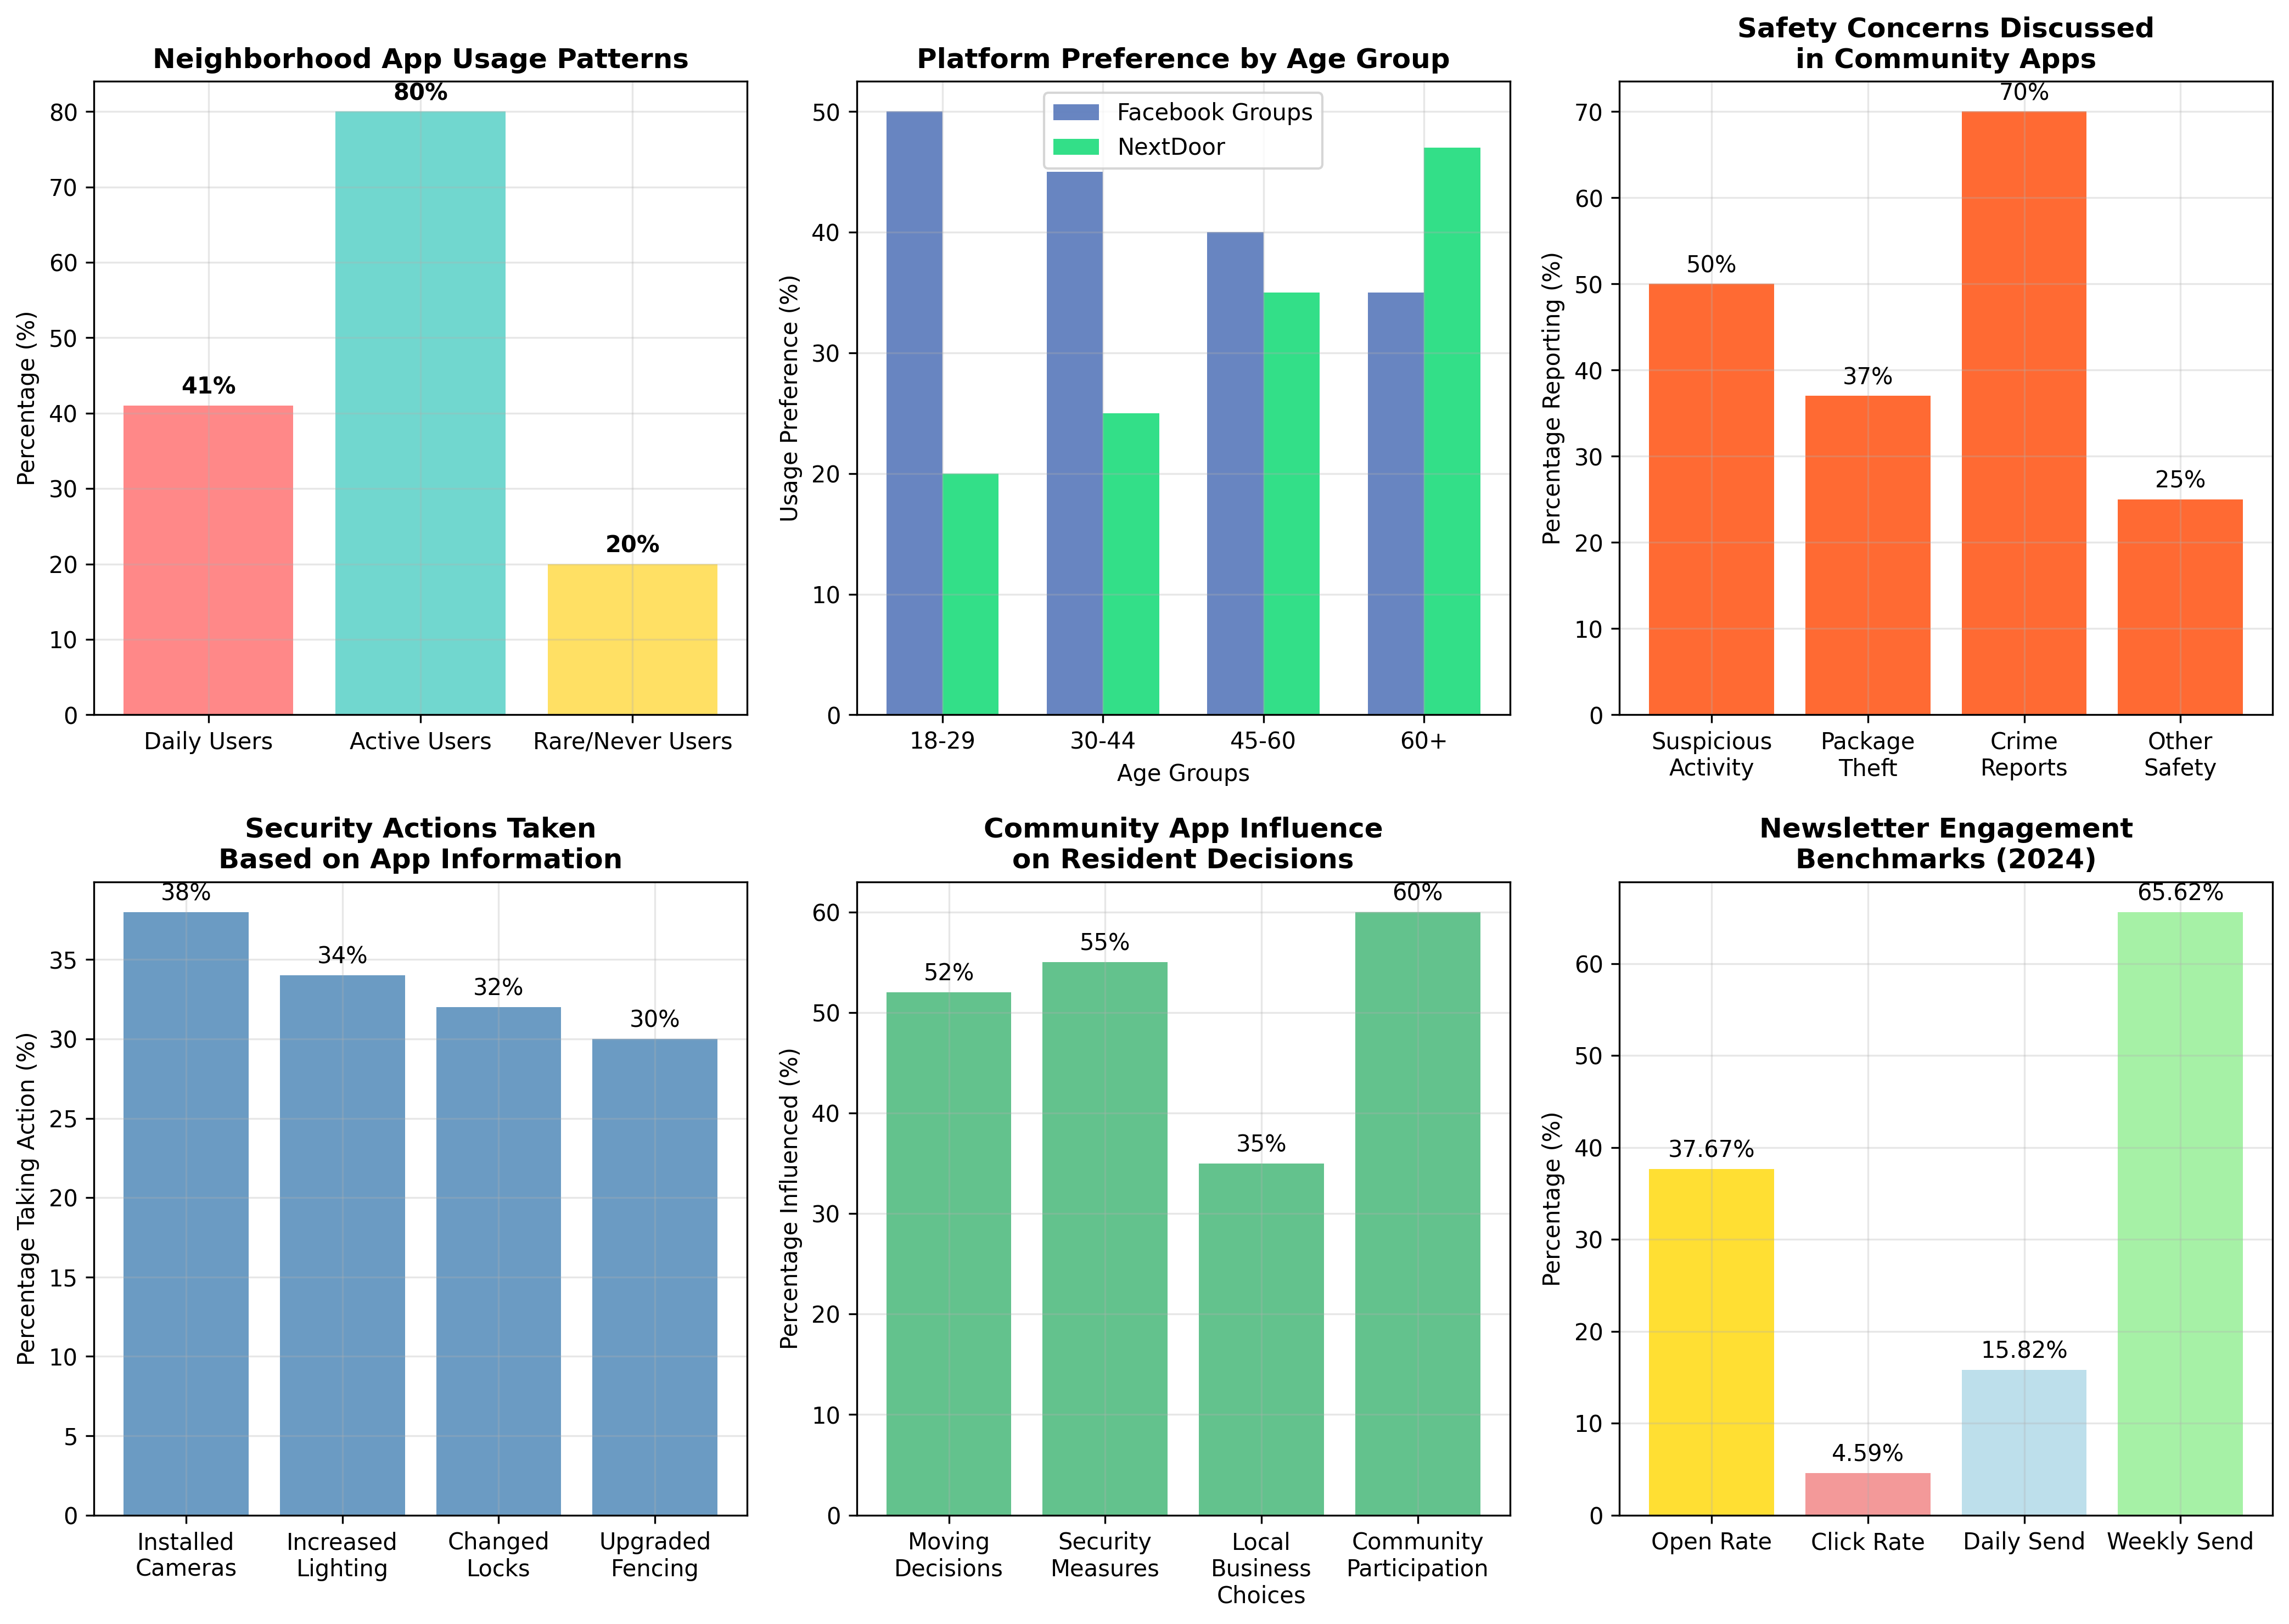 Neighborhood App Usage Patterns
Percentage (%)
80
70
60
50
40
30
20
10
0
41%
80%
20%
Daily Users
Active Users
Rare/Never Users
Platform Preference by Age Group
Usage Preference (%)
50
40
30
20
10
0
Facebook Groups
NextDoor
18-29
30-44
45-60
60+
Age Groups
Safety Concerns Discussed
in Community Apps
Percentage Reporting (%)
70
60
50
40
30
20
10
0
50%
37%
70%
25%
Suspicious
Activity
Package
Theft
Crime
Reports
Other
Safety
Security Actions Taken
Based on App Information
Percentage Taking Action (%)
35
30
25
20
15
10
5
0
38%
34%
32%
30%
Installed
Cameras
Increased
Lighting
Changed
Locks
Upgraded
Fencing
Community App Influence
on Resident Decisions
Percentage Influenced (%)
60
50
40
30
20
10
0
52%
55%
35%
60%
Moving
Decisions
Security
Measures
Local
Business
Choices
Community
Participation
Newsletter Engagement
Benchmarks (2024)
Percentage (%)
60
50
40
30
20
10
0
37.67%
4.59%
15.82%
65.62%
Open Rate
Click Rate
Daily Send
Weekly Send